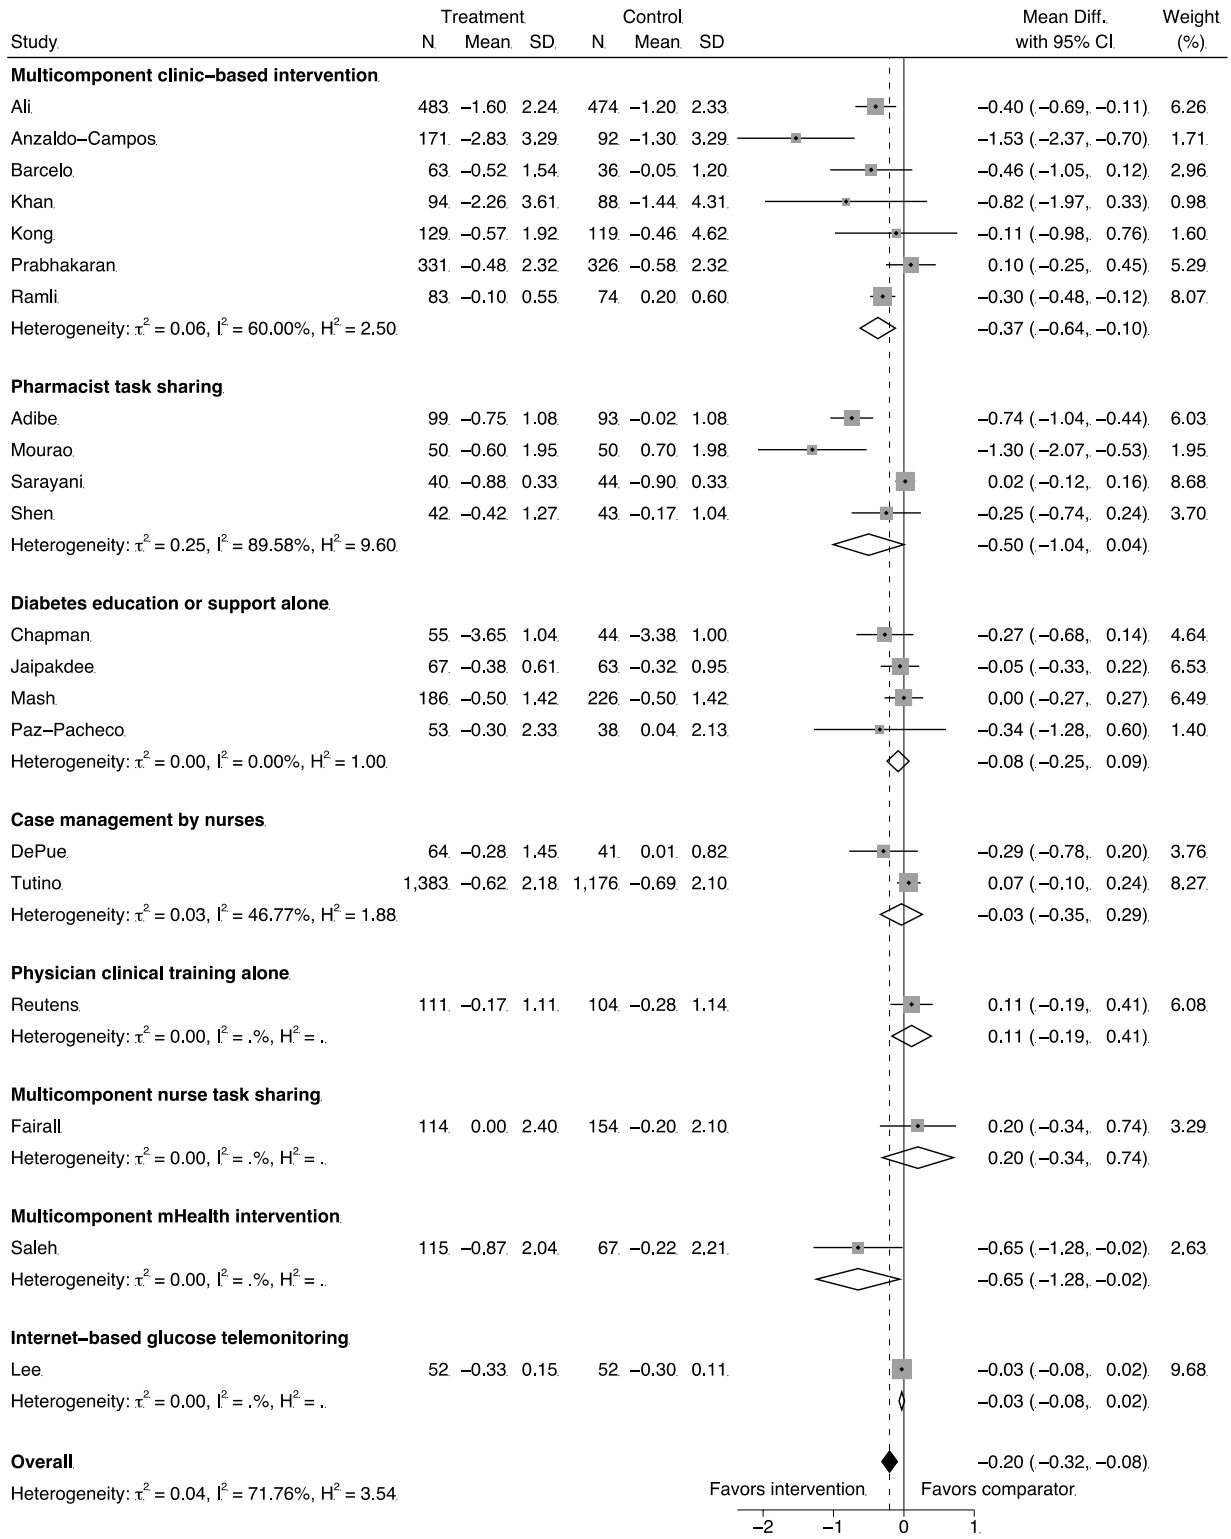 Treatment Control Mean Diff. Weight
Study N Mean SD N Mean SD with 95% CI (%)
Multicomponent clinic−based intervention
Ali 483 −1.60 2.24 474 −1.20 2.33 −0.40 (−0.69, −0.11) 6.26
Anzaldo−Campos 171 −2.83 3.29 92 −1.30 3.29 −1.53 (−2.37, −0.70) 1.71
Barcelo 63 −0.52 1.54 36 −0.05 1.20 −0.46 (−1.05, 0.12) 2.96
Khan 94 −2.26 3.61 88 −1.44 4.31 −0.82 (−1.97, 0.33) 0.98
Kong 129 −0.57 1.92 119 −0.46 4.62 −0.11 (−0.98, 0.76) 1.60
Prabhakaran 331 −0.48 2.32 326 −0.58 2.32 0.10 (−0.25, 0.45) 5.29
Ramli 83 −0.10 0.55 74 0.20 0.60 −0.30 (−0.48, −0.12) 8.07
Heterogeneity: τ² = 0.06, I² = 60.00%, H² = 2.50 −0.37 (−0.64, −0.10)
Pharmacist task sharing
Adibe 99 −0.75 1.08 93 −0.02 1.08 −0.74 (−1.04, −0.44) 6.03
Mourao 50 −0.60 1.95 50 0.70 1.98 −1.30 (−2.07, −0.53) 1.95
Sarayani 40 −0.88 0.33 44 −0.90 0.33 0.02 (−0.12, 0.16) 8.68
Shen 42 −0.42 1.27 43 −0.17 1.04 −0.25 (−0.74, 0.24) 3.70
Heterogeneity: τ² = 0.25, I² = 89.58%, H² = 9.60 −0.50 (−1.04, 0.04)
Diabetes education or support alone
Chapman 55 −3.65 1.04 44 −3.38 1.00 −0.27 (−0.68, 0.14) 4.64
Jaipakdee 67 −0.38 0.61 63 −0.32 0.95 −0.05 (−0.33, 0.22) 6.53
Mash 186 −0.50 1.42 226 −0.50 1.42 0.00 (−0.27, 0.27) 6.49
Paz−Pacheco 53 −0.30 2.33 38 0.04 2.13 −0.34 (−1.28, 0.60) 1.40
Heterogeneity: τ² = 0.00, I² = 0.00%, H² = 1.00 −0.08 (−0.25, 0.09)
Case management by nurses
DePue 64 −0.28 1.45 41 0.01 0.82 −0.29 (−0.78, 0.20) 3.76
Tutino 1,383 −0.62 2.18 1,176 −0.69 2.10 0.07 (−0.10, 0.24) 8.27
Heterogeneity: τ² = 0.03, I² = 46.77%, H² = 1.88 −0.03 (−0.35, 0.29)
Physician clinical training alone
Reutens 111 −0.17 1.11 104 −0.28 1.14 0.11 (−0.19, 0.41) 6.08
Heterogeneity: τ² = 0.00, I² = .%, H² = . 0.11 (−0.19, 0.41)
Multicomponent nurse task sharing
Fairall 114 0.00 2.40 154 −0.20 2.10 0.20 (−0.34, 0.74) 3.29
Heterogeneity: τ² = 0.00, I² = .%, H² = . 0.20 (−0.34, 0.74)
Multicomponent mHealth intervention
Saleh 115 −0.87 2.04 67 −0.22 2.21 −0.65 (−1.28, −0.02) 2.63
Heterogeneity: τ² = 0.00, I² = .%, H² = . −0.65 (−1.28, −0.02)
Internet−based glucose telemonitoring
Lee 52 −0.33 0.15 52 −0.30 0.11 −0.03 (−0.08, 0.02) 9.68
Heterogeneity: τ² = 0.00, I² = .%, H² = . −0.03 (−0.08, 0.02)
Overall −0.20 (−0.32, −0.08)
Heterogeneity: τ² = 0.04, I² = 71.76%, H² = 3.54
Favors intervention Favors comparator
−2 −1 0 1